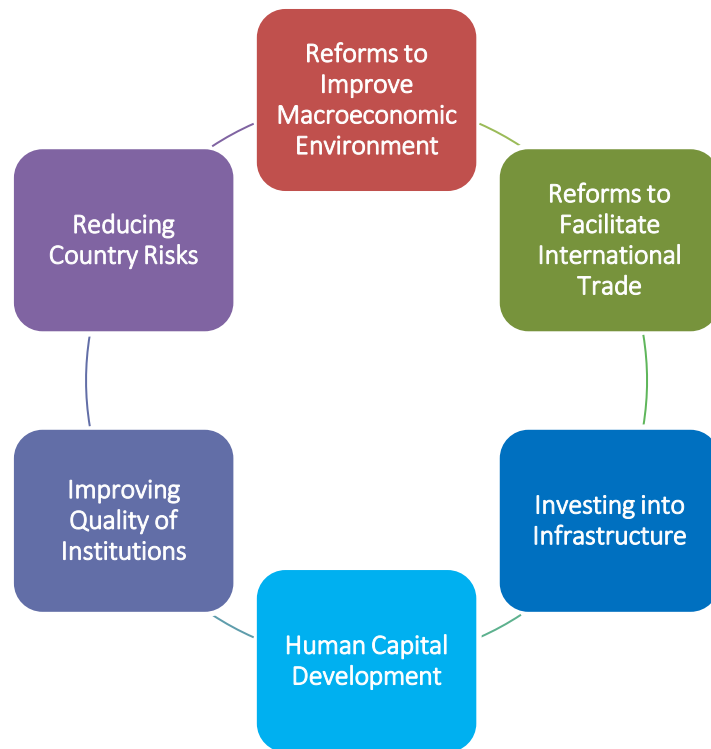 Reforms to
Improve
Macroeconomic
Environment
Reforms to
Facilitate
International
Trade
Investing into
Infrastructure
Human Capital
Development
Improving
Quality of
Institutions
Reducing
Country Risks